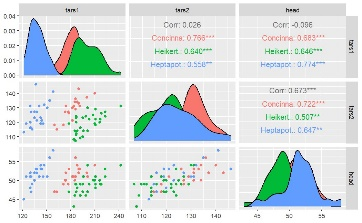 tars1 tars2 head
Corr: 0.026 Corr: -0.096
Concinna: 0.766*** Concinna: 0.683***
Heikert.: 0.640*** Heikert.: 0.646***
Heptapot.: 0.558** Heptapot.: 0.774***
tars1
0.04
0.03
0.02
0.01
0.00
Corr: 0.673***
Concinna: 0.722***
Heikert.: 0.507**
Heptapot.: 0.647**
tars2
140
130
120
110
head
55
50
45
120 150 180 210 240 110 120 130 140 45 50 55